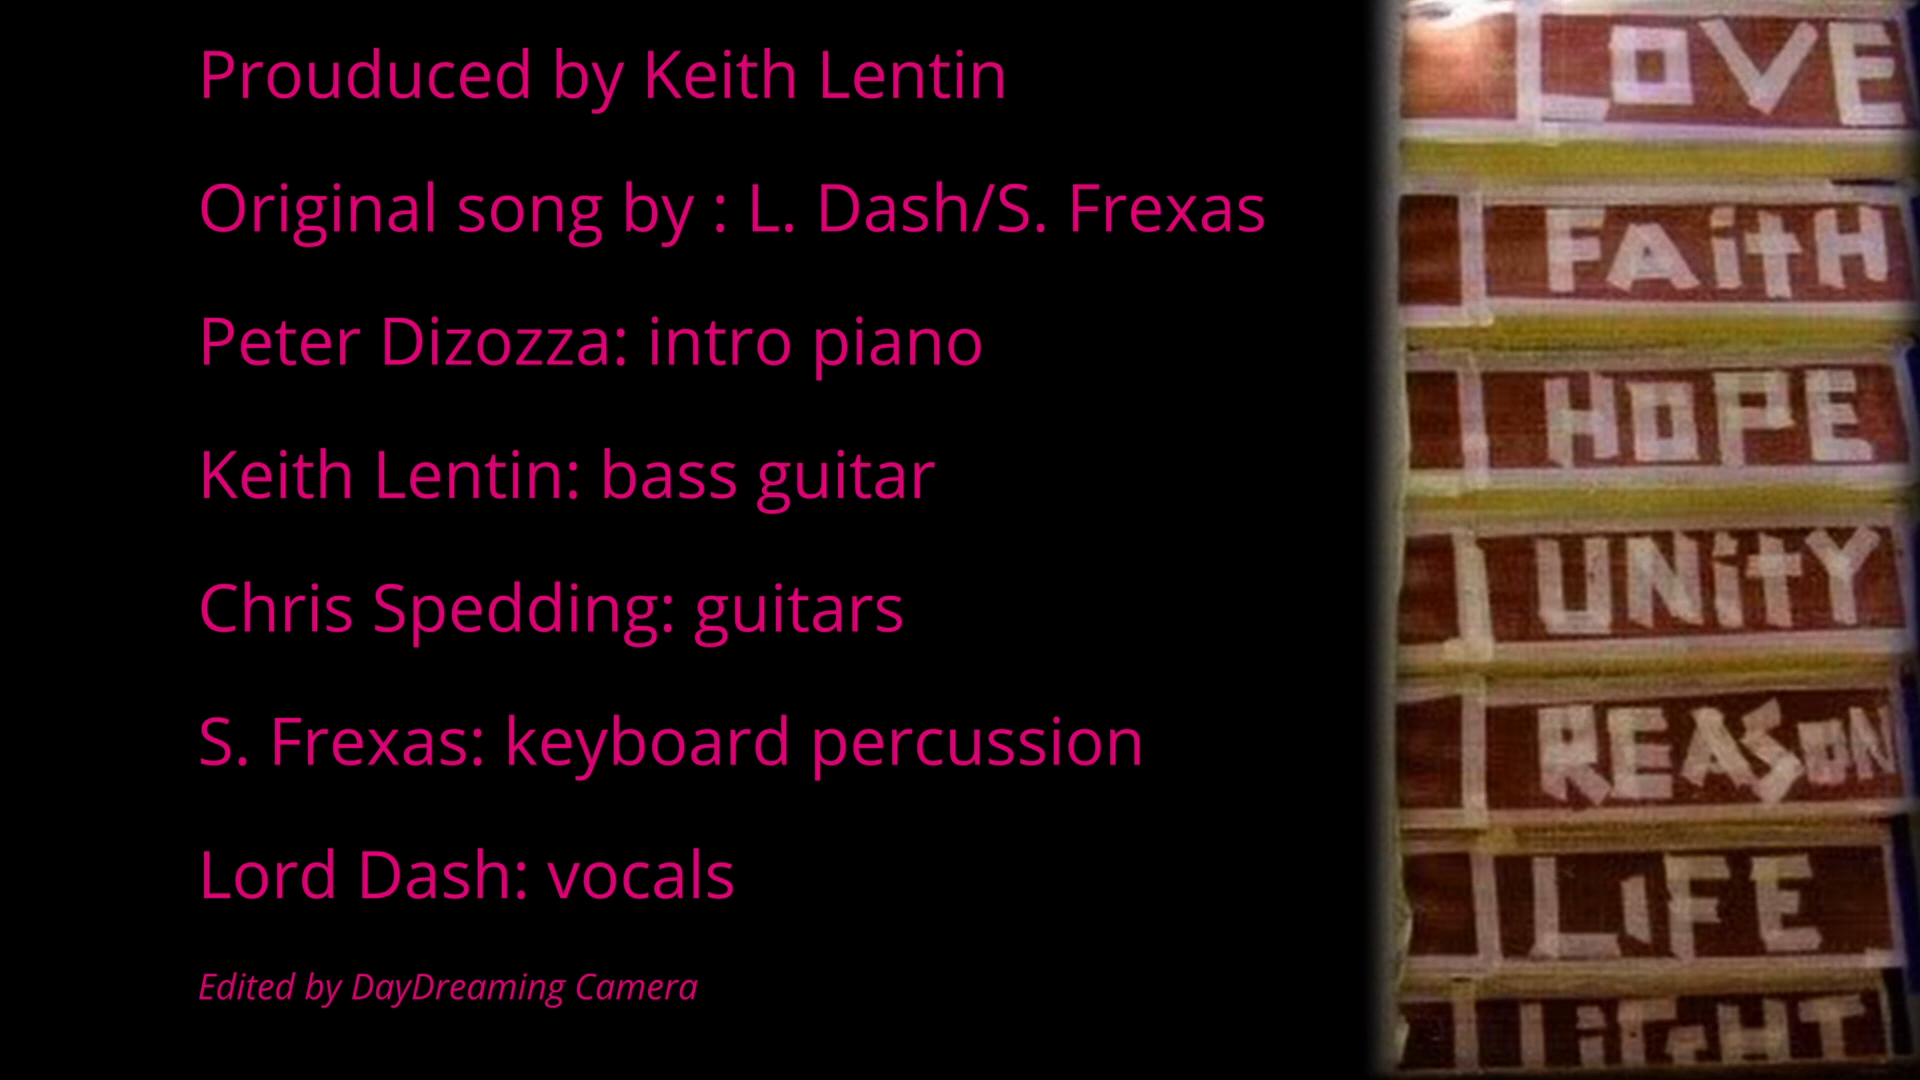 Prouduced by Keith Lentin
Original song by : L. Dash/S. Frexas
Peter Dizozza: intro piano
Keith Lentin: bass guitar
Chris Spedding: guitars
S. Frexas: keyboard percussion
Lord Dash: vocals
Edited by DayDreaming Camera
LOVE
FAitH
HOPE
UNitY
REASON
LiFE
LiGHT